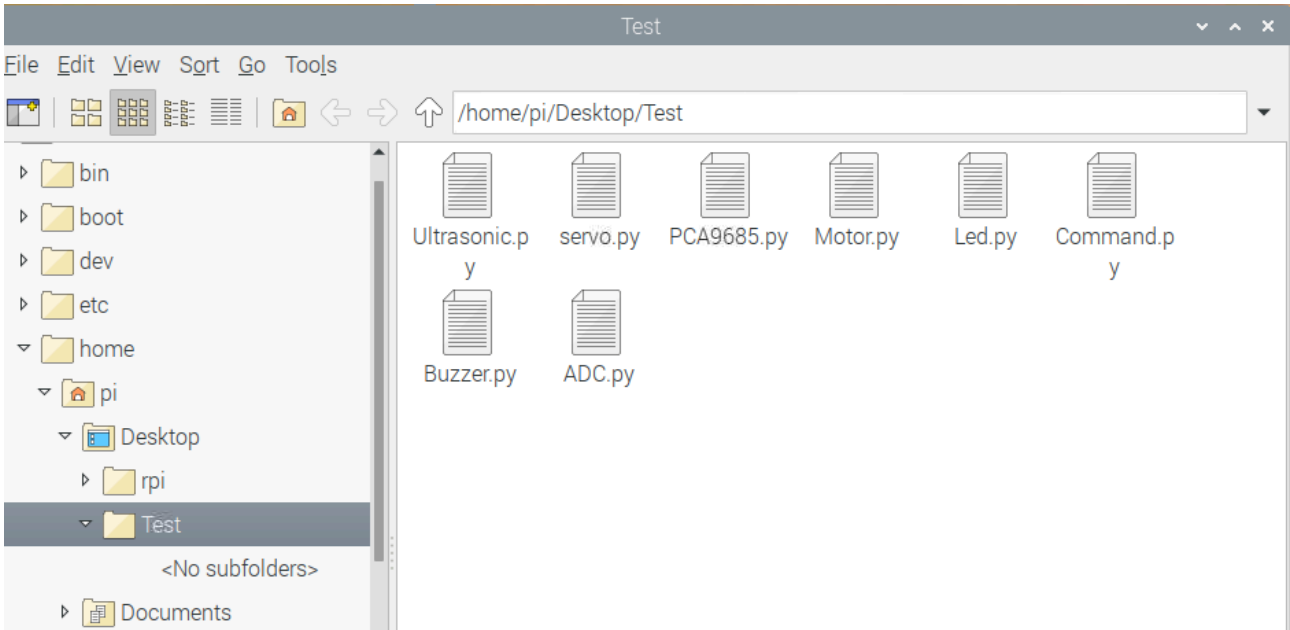 Test
File Edit View Sort Go Tools
/home/pi/Desktop/Test
bin
boot
dev
etc
home
pi
Desktop
rpi
Test
<No subfolders>
Documents
Ultrasonic.p
y
servo.py
PCA9685.py
Motor.py
Led.py
Command.p
y
Buzzer.py
ADC.py